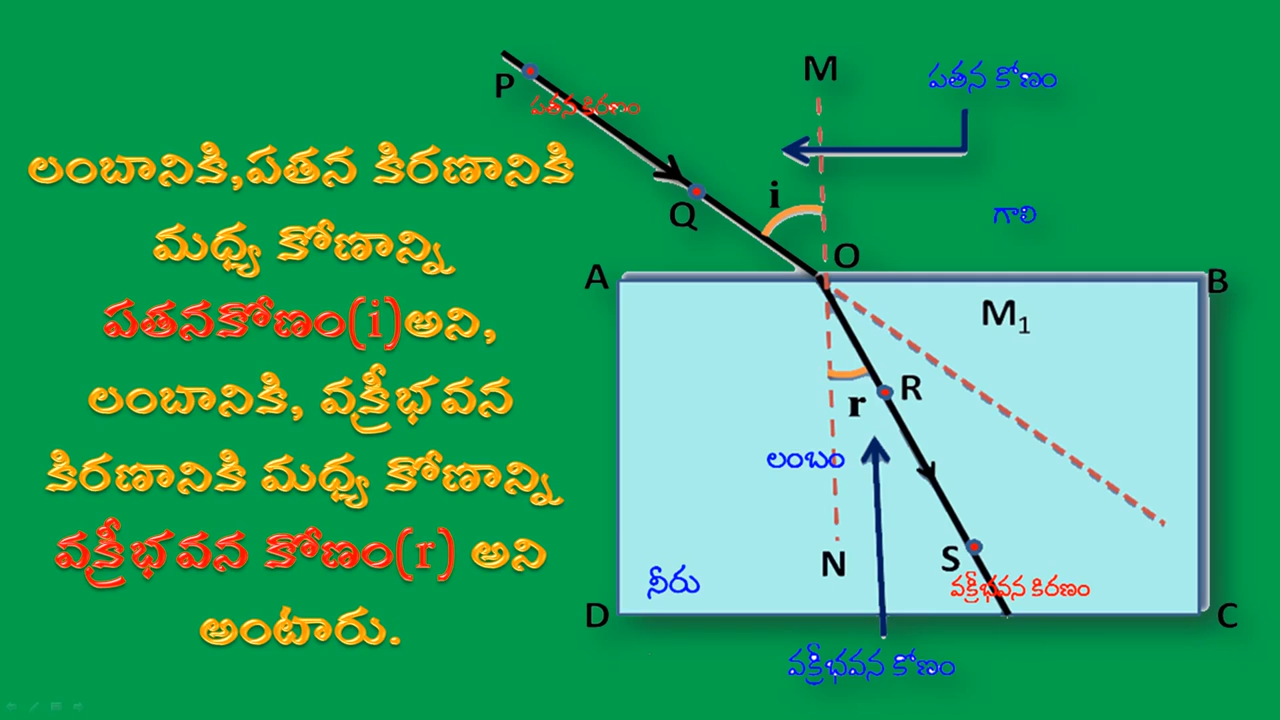 లంబానికి,పతన కిరణానికి
మధ్య కోణాన్ని
పతనకోణం(i)అని,
లంబానికి, వక్రీభవన
కిరణానికి మధ్య కోణాన్ని
వక్రీభవన కోణం(r) అని
అంటారు.
P
పతన కిరణం
M
పతన కోణం
Q
i
గాలి
A
O
B
M1
R
r
లంబం
N
S
నీరు
వక్రీభవన కిరణం
D
C
వక్రీభవన కోణం